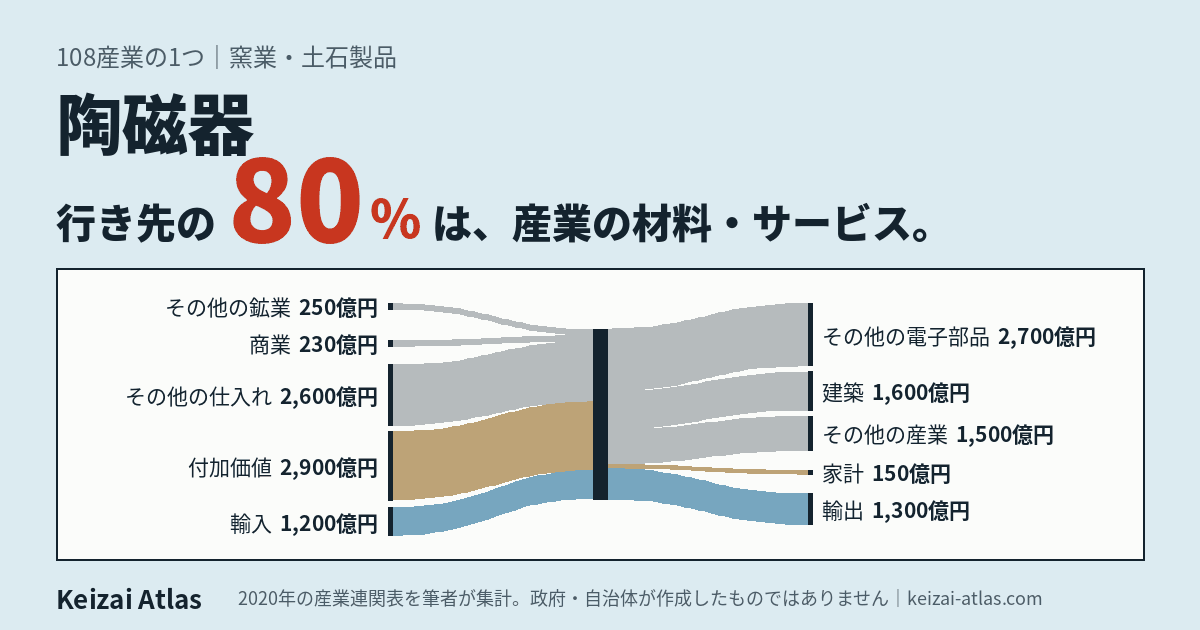 108産業の1つ｜窯業・土石製品
陶磁器
行き先の 80% は、産業の材料・サービス。
その他の鉱業 250億円
商業 230億円
その他の仕入れ 2,600億円
付加価値 2,900億円
輸入 1,200億円
その他の電子部品 2,700億円
建築 1,600億円
その他の産業 1,500億円
家計 150億円
輸出 1,300億円
Keizai Atlas
2020年の産業連関表を筆者が集計。政府・自治体が作成したものではありません｜keizai-atlas.com